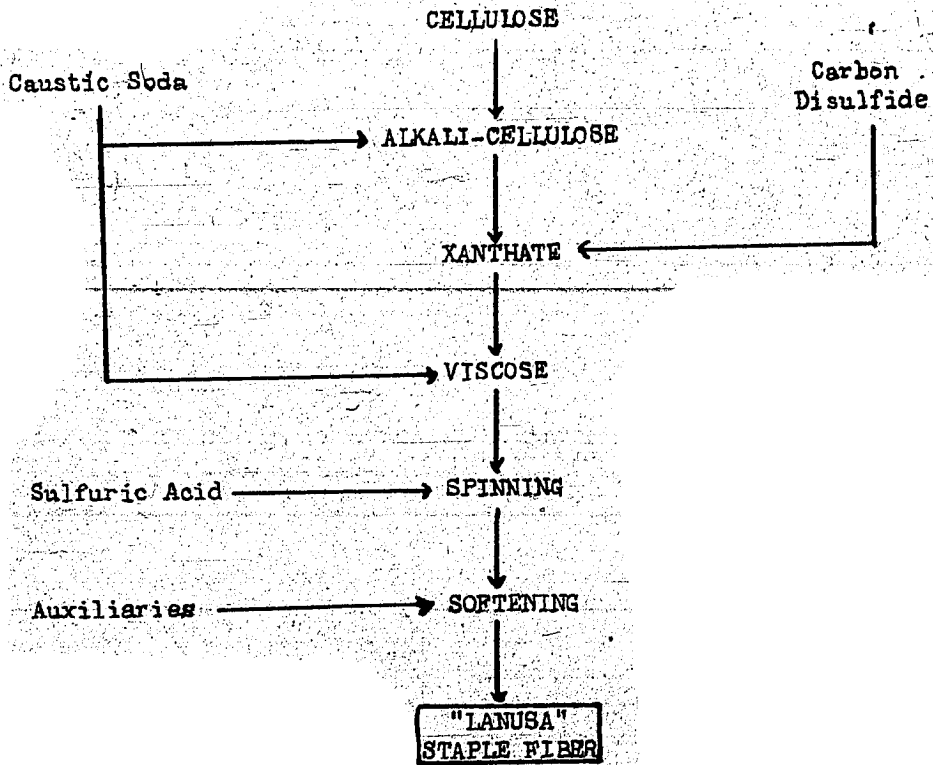 CELLULOSE
Caustic Soda
Carbon
Disulfide
ALKALI-CELLULOSE
XANTHATE
VISCOSE
Sulfuric Acid
SPINNING
Auxiliaries
SOFTENING
"LANUSA"
STAPLE FIBER